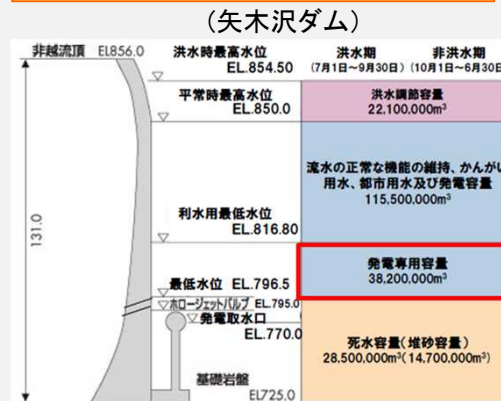 (矢木沢ダム)
非越流頂 EL856.0
洪水時最高水位
EL.854.50
洪水期 非洪水期
(7月1日~9月30日) (10月1日~6月30日
平常時最高水位
EL.850.0
洪水調節容量
22,100,000m³
流水の正常な機能の維持、かんがい
用水、都市用水及び発電容量
115,500,000m³
131.0
利水用最低水位
EL.816.80
発電専用容量
38,200,000m³
最低水位 EL.796.5
ホロージェットバルブ EL.795.0
発電取水口
EL.770.0
死水容量(堆砂容量)
28,500,000m³(14,700,000m³)
基礎岩盤
EL725.0